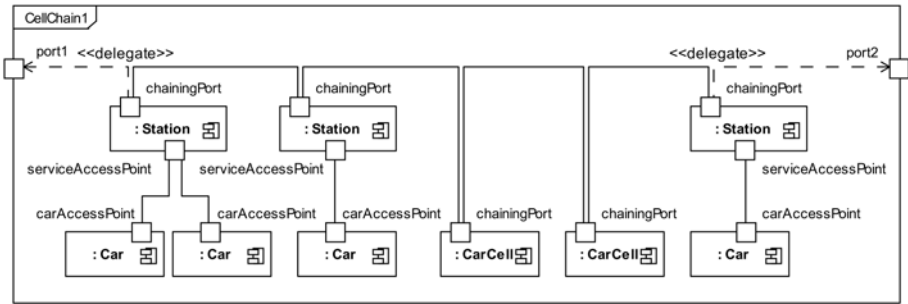 CellChain1
port1 <<delegate>> <<delegate>> port2
chainingPort chainingPort chainingPort
: Station : Station : Station
serviceAccessPoint serviceAccessPoint serviceAccessPoint
carAccessPoint carAccessPoint carAccessPoint chainingPort chainingPort carAccessPoint
: Car : Car : Car : CarCell : CarCell : Car